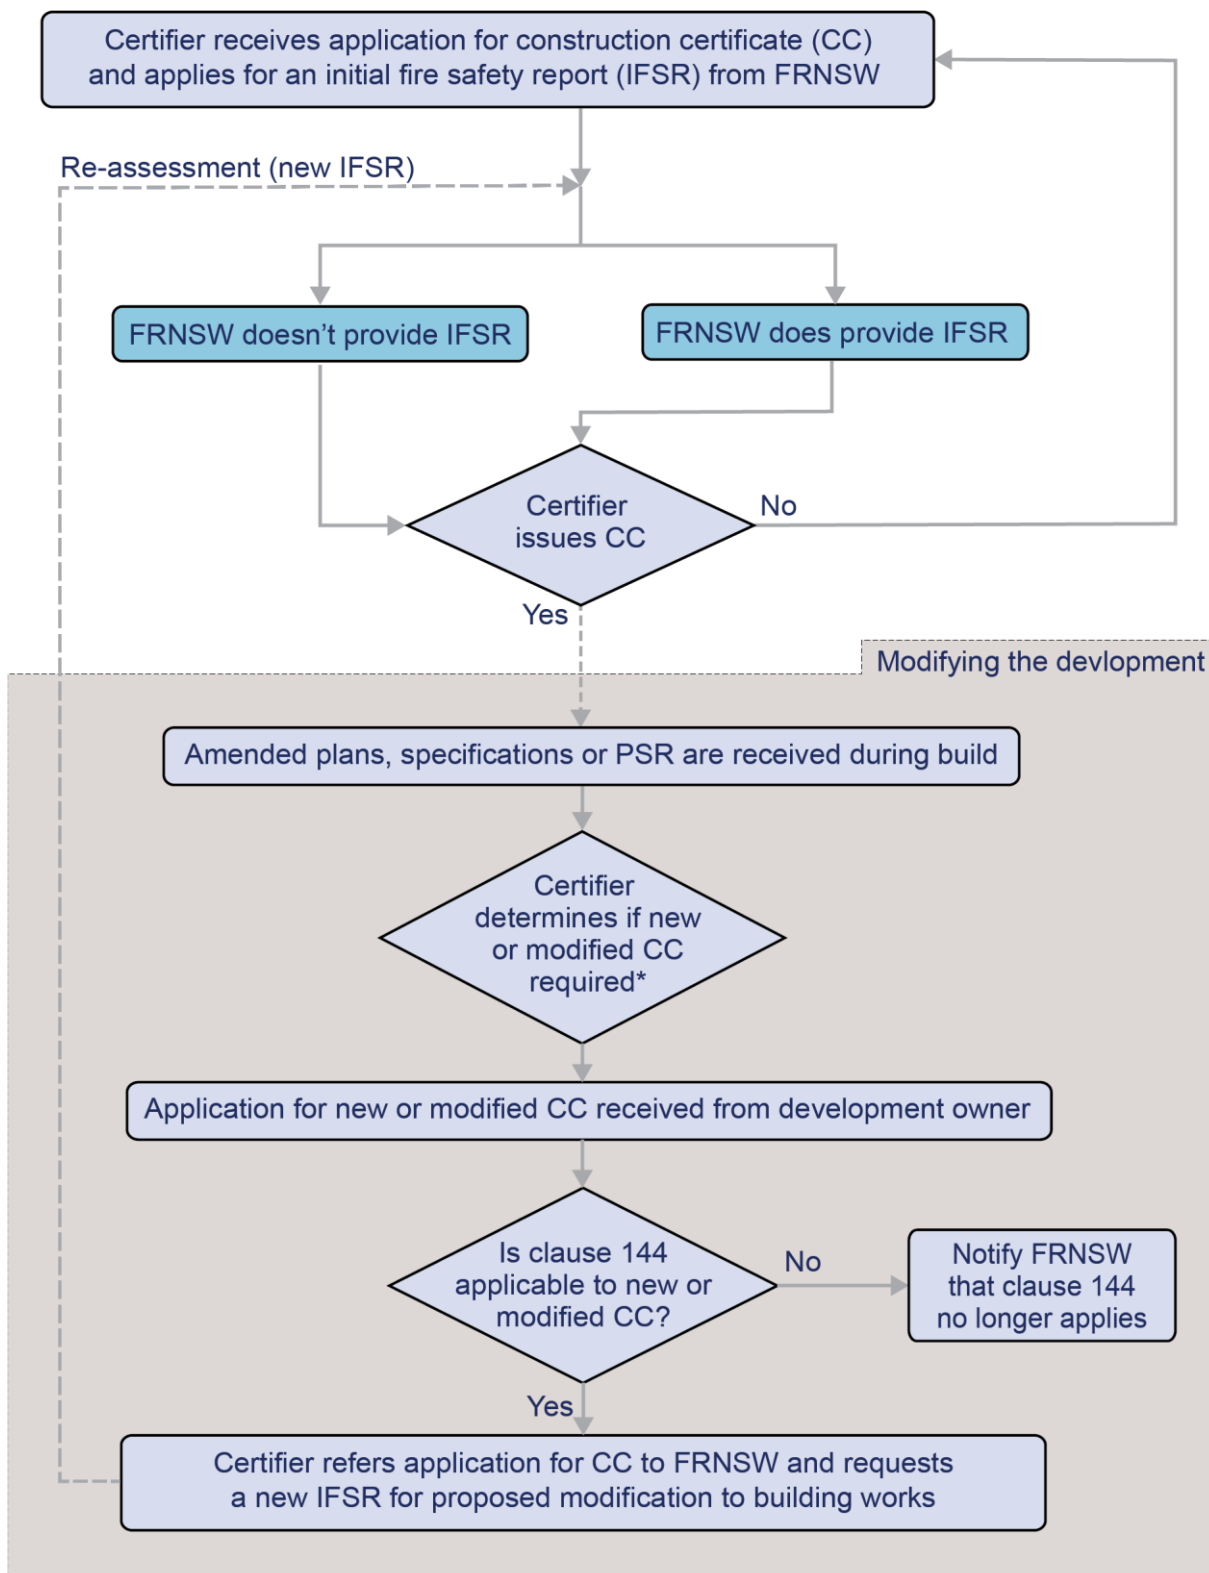 Certifier receives application for construction certificate (CC)
and applies for an initial fire safety report (IFSR) from FRNSW
Re-assessment (new IFSR)
FRNSW doesn't provide IFSR
FRNSW does provide IFSR
Certifier
issues CC
No
Yes
Modifying the devlopment
Amended plans, specifications or PSR are received during build
Certifier
determines if new
or modified CC
required*
Application for new or modified CC received from development owner
Is clause 144
applicable to new or
modified CC?
No
Notify FRNSW
that clause 144
no longer applies
Yes
Certifier refers application for CC to FRNSW and requests
a new IFSR for proposed modification to building works